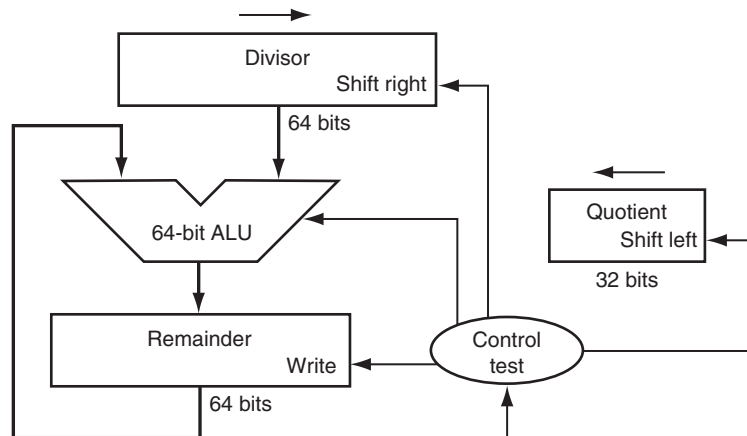 Divisor
Shift right
64 bits
64-bit ALU
Quotient
Shift left
32 bits
Remainder
Write
Control
test
64 bits